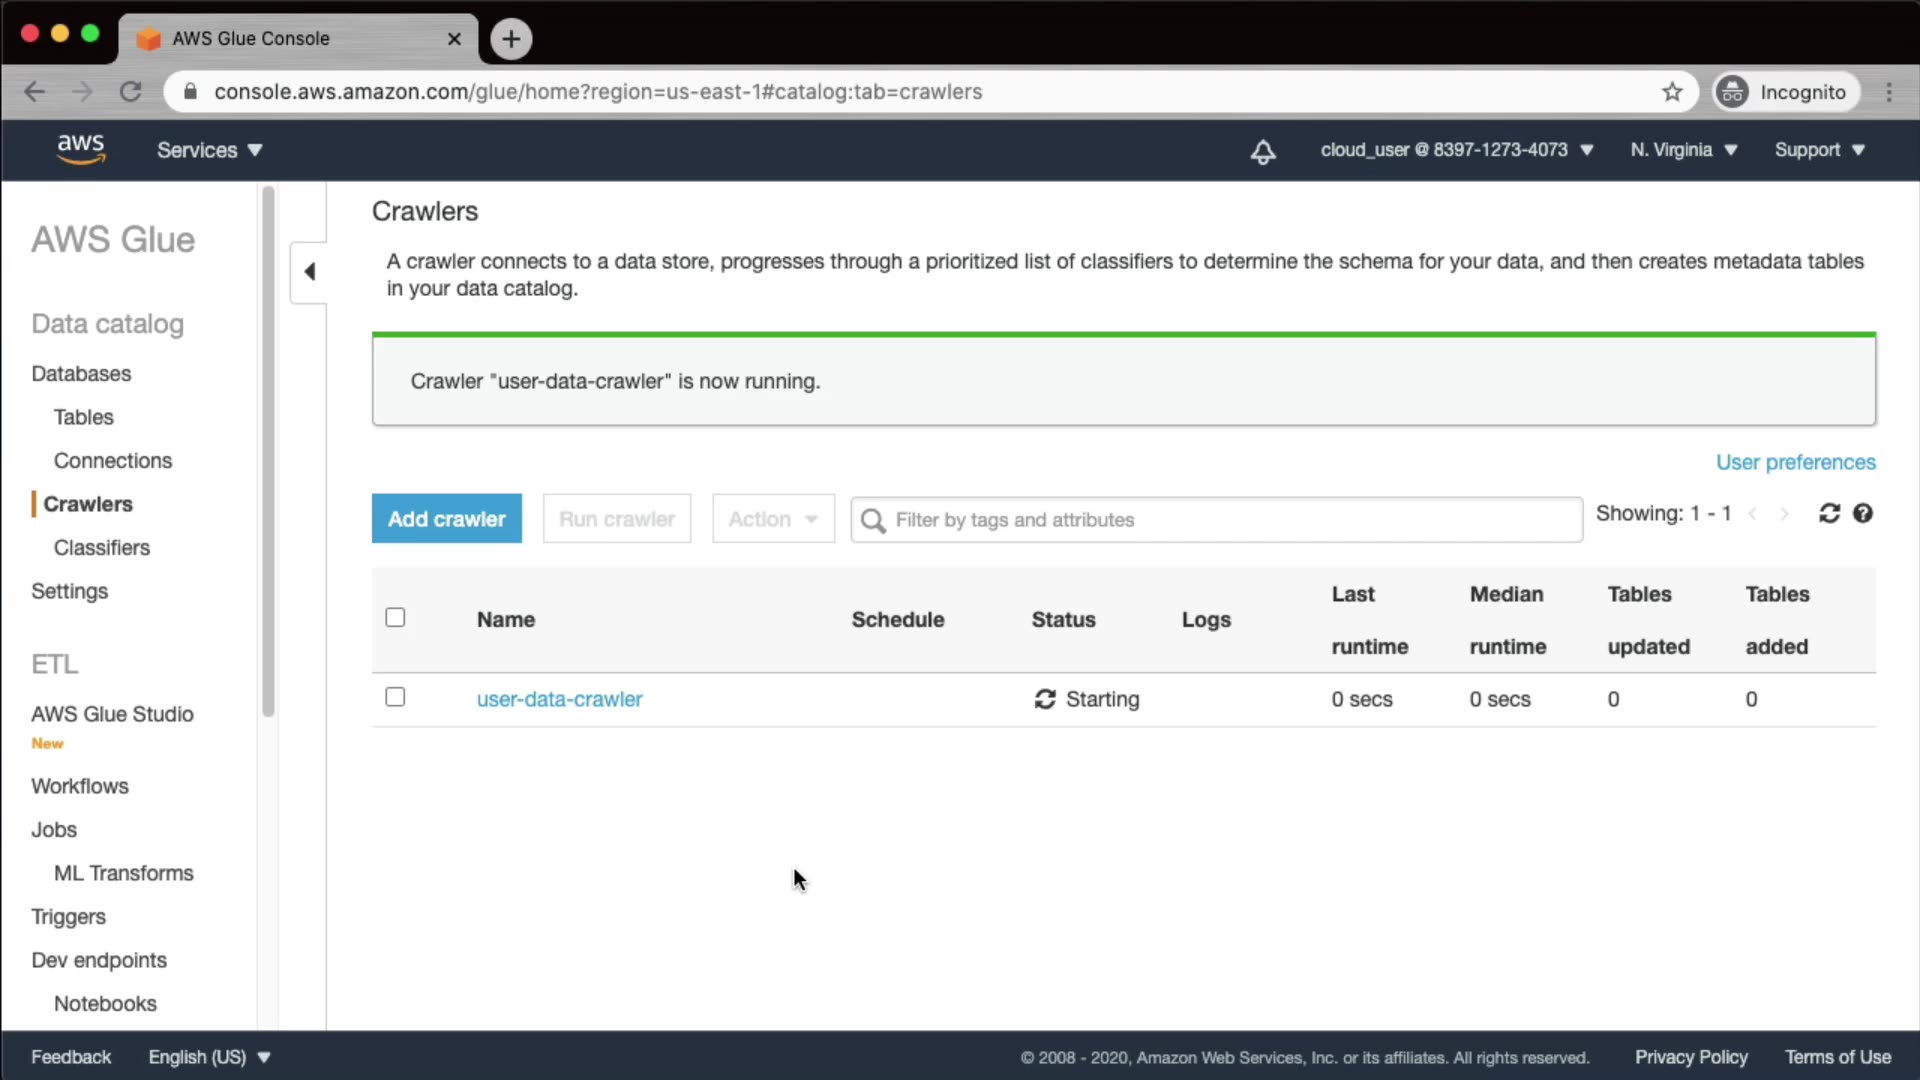 AWS Glue Console
console.aws.amazon.com/glue/home?region=us-east-1#catalog:tab=crawlers
Incognito
aws
Services
cloud_user @ 8397-1273-4073
N. Virginia
Support
AWS Glue
Data catalog
Databases
Tables
Connections
Crawlers
Classifiers
Settings
ETL
AWS Glue Studio
New
Workflows
Jobs
ML Transforms
Triggers
Dev endpoints
Notebooks
Crawlers
A crawler connects to a data store, progresses through a prioritized list of classifiers to determine the schema for your data, and then creates metadata tables
in your data catalog.
Crawler "user-data-crawler" is now running.
User preferences
Add crawler
Run crawler
Action
Filter by tags and attributes
Showing: 1 - 1
Name
Schedule
Status
Logs
Last
runtime
Median
runtime
Tables
updated
Tables
added
user-data-crawler
Starting
0 secs
0 secs
0
0
Feedback
English (US)
© 2008 - 2020, Amazon Web Services, Inc. or its affiliates. All rights reserved.
Privacy Policy
Terms of Use